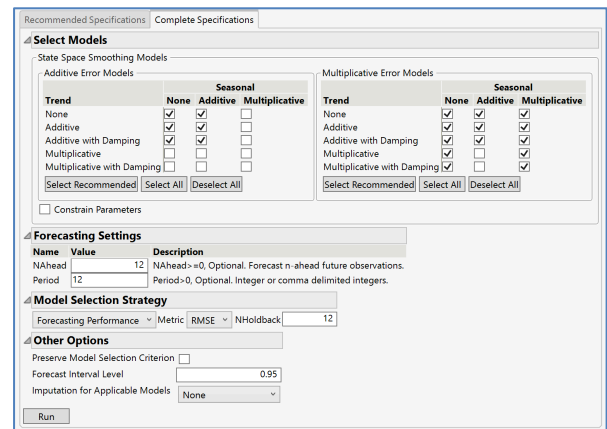 Recommended Specifications Complete Specifications
Select Models
State Space Smoothing Models
Additive Error Models
Seasonal
Trend None Additive Multiplicative
None
Additive
Additive with Damping
Multiplicative
Multiplicative with Damping
Select Recommended Select All Deselect All
Multiplicative Error Models
Seasonal
Trend None Additive Multiplicative
None
Additive
Additive with Damping
Multiplicative
Multiplicative with Damping
Select Recommended Select All Deselect All
Constrain Parameters
Forecasting Settings
Name Value Description
NAhead 12 NAhead>=0, Optional. Forecast n-ahead future observations.
Period 12 Period>0, Optional. Integer or comma delimited integers.
Model Selection Strategy
Forecasting Performance Metric RMSE NHoldback 12
Other Options
Preserve Model Selection Criterion
Forecast Interval Level 0.95
Imputation for Applicable Models None
Run